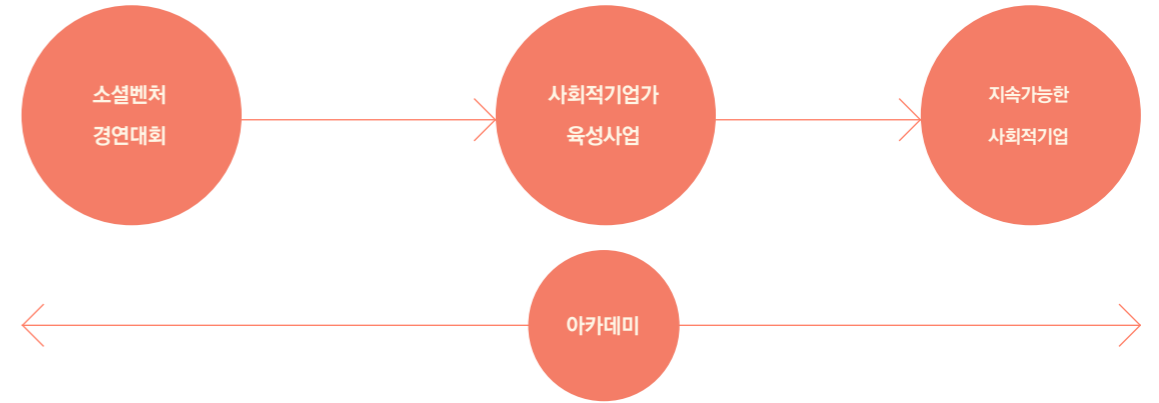 소셜벤처
경연대회
사회적기업가
육성사업
지속가능한
사회적기업
아카데미